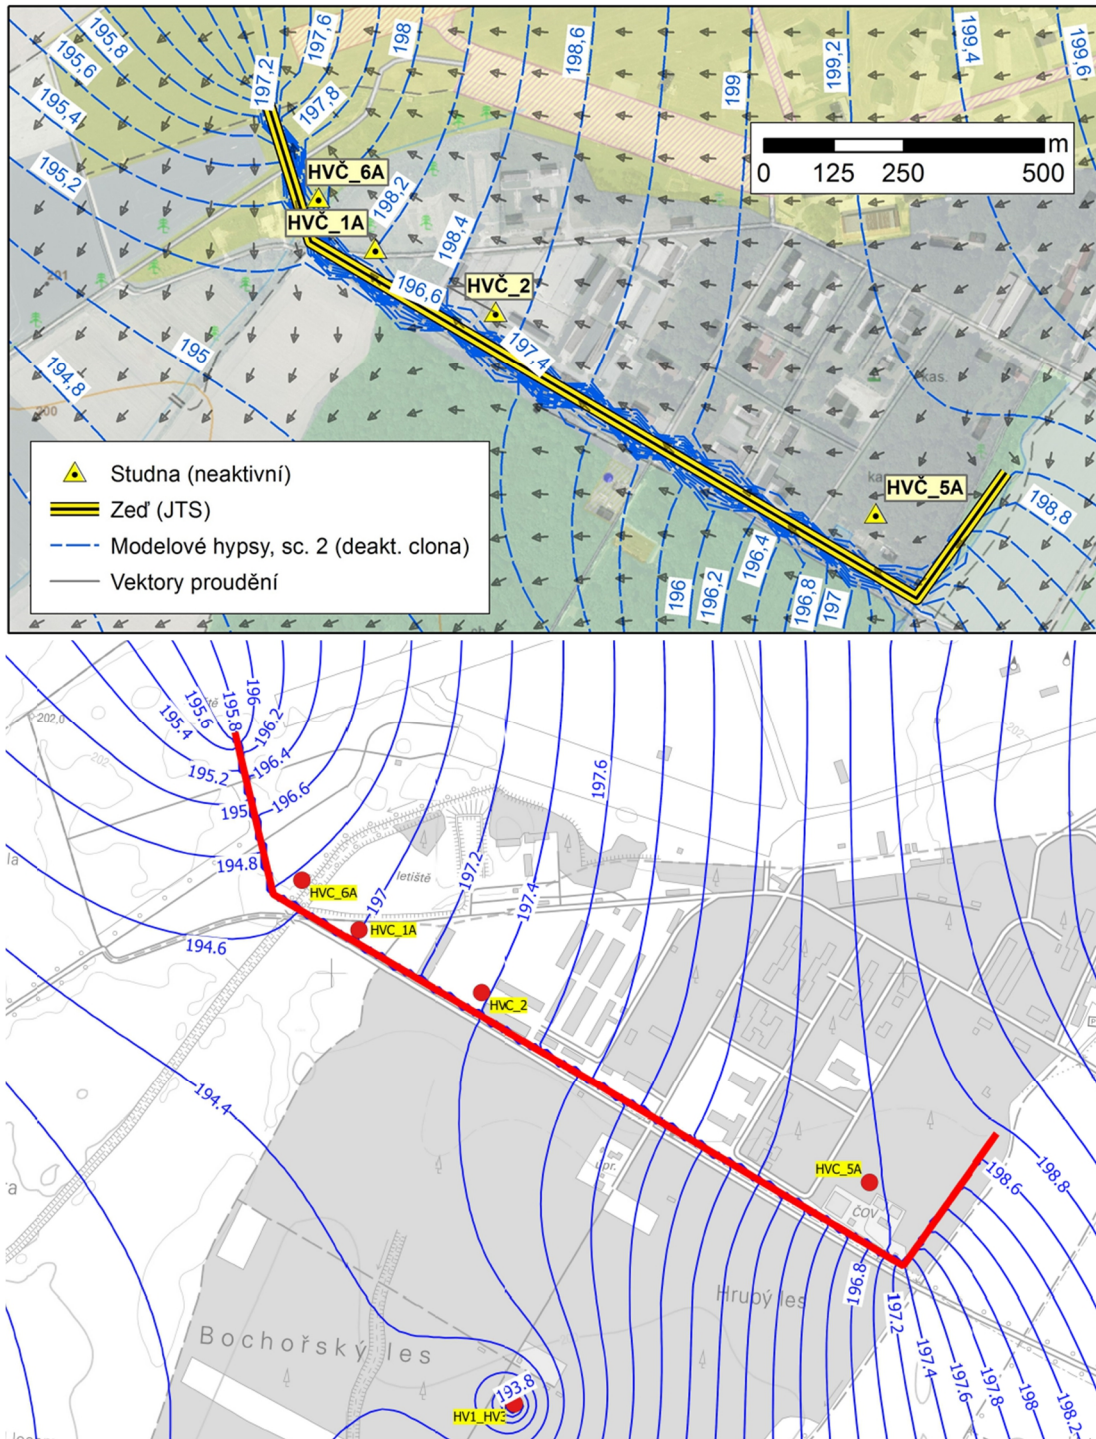 195,8
195,6
195,4
195,2
197,2
197,6
197,8
198
198,6
199
199,2
199,4
199,6
m
0 125 250 500
HVČ_6A
198,2
HVČ_1A
198,4
196,6
HVČ_2
197,4
201
195
194,8
200
kas.
HVČ_5A
198,8
196,4
196
196,2
196,8
197
Studna (neaktivní)
Zeď (JTS)
Modelové hypsy, sc. 2 (deakt. clona)
Vektory proudění
195.6
195.4
195.8
196
196.2
202,0
202
196.4
195.2
196.6
195
197.6
194.8
HVC_6A
letiště
197.2
197.4
197
HVC_1A
194.6
HVC_2
194.4
upr.
HVC_5A
ČOV
198.8
198.6
196.8
Hrubý les
197.2
197.4
197.6
197.8
198
198.2
Bochořský les
193.8
HV1_HV3